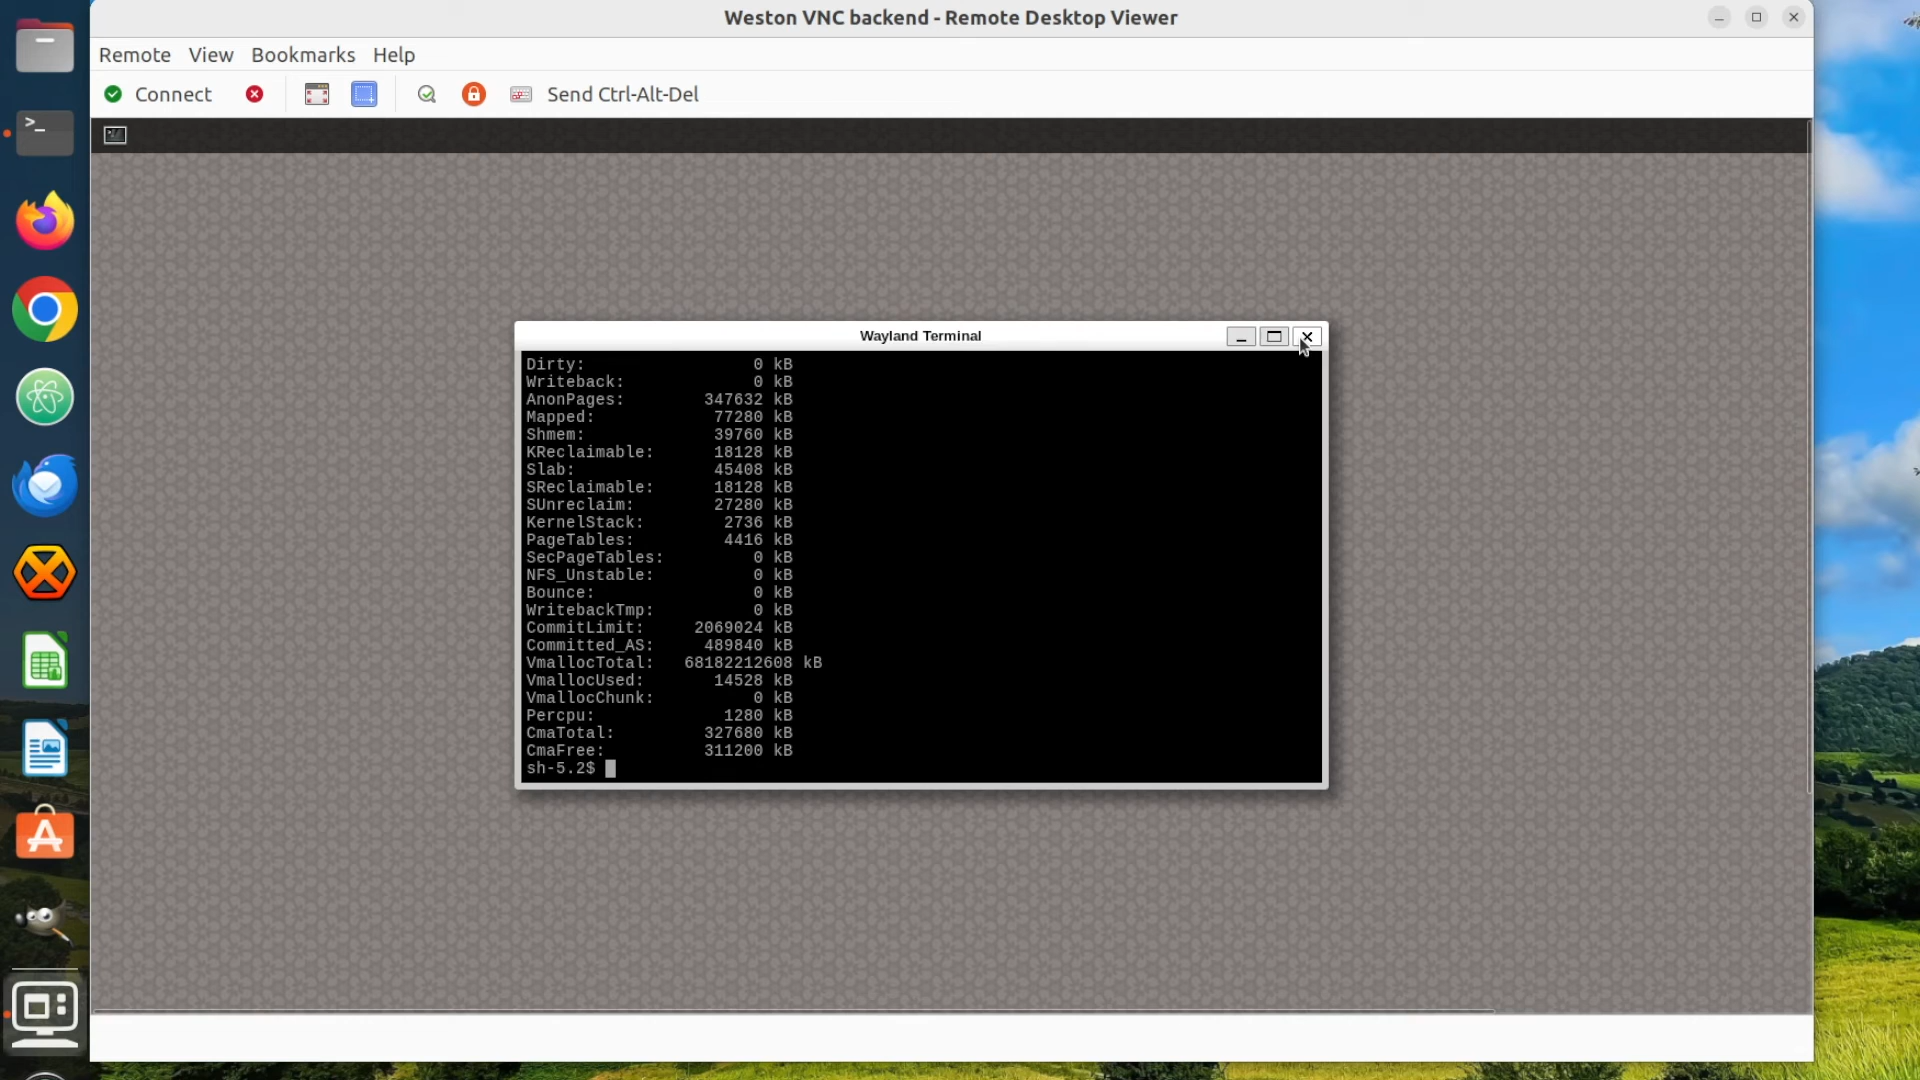 Weston VNC backend - Remote Desktop Viewer
Remote View Bookmarks Help
Connect Send Ctrl-Alt-Del
Wayland Terminal
Dirty: 0 kB
Writeback: 0 kB
AnonPages: 347632 kB
Mapped: 77280 kB
Shmem: 39760 kB
KReclaimable: 18128 kB
Slab: 45408 kB
SReclaimable: 18128 kB
SUnreclaim: 27280 kB
KernelStack: 2736 kB
PageTables: 4416 kB
SecPageTables: 0 kB
NFS_Unstable: 0 kB
Bounce: 0 kB
WritebackTmp: 0 kB
CommitLimit: 2069024 kB
Committed_AS: 489840 kB
VmallocTotal: 68182212608 kB
VmallocUsed: 14528 kB
VmallocChunk: 0 kB
Percpu: 1280 kB
CmaTotal: 327680 kB
CmaFree: 311200 kB
sh-5.2$